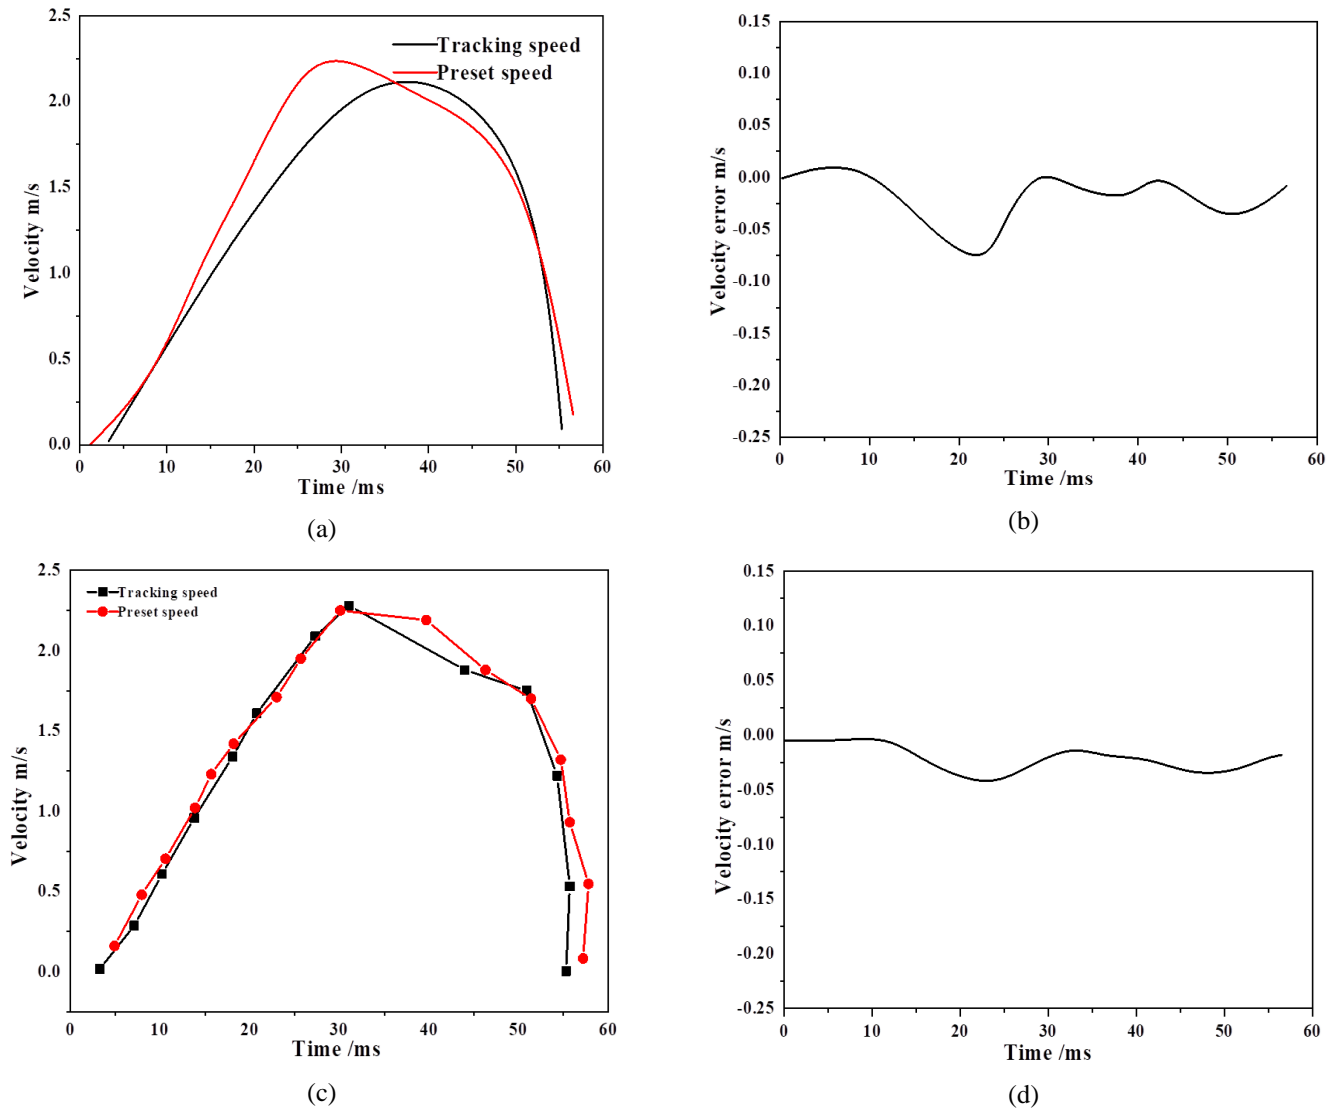 2.5
2.0
1.5
1.0
0.5
0.0
Velocity m/s
Tracking speed
Preset speed
0 10 20 30 40 50 60
Time /ms
(a)
0.15
0.10
0.05
0.00
-0.05
-0.10
-0.15
-0.20
-0.25
Velocity error m/s
0 10 20 30 40 50 60
Time /ms
(b)
2.5
2.0
1.5
1.0
0.5
0.0
Velocity m/s
Tracking speed
Preset speed
0 10 20 30 40 50 60
Time /ms
(c)
0.15
0.10
0.05
0.00
-0.05
-0.10
-0.15
-0.20
-0.25
Velocity error m/s
0 10 20 30 40 50 60
Time /ms
(d)